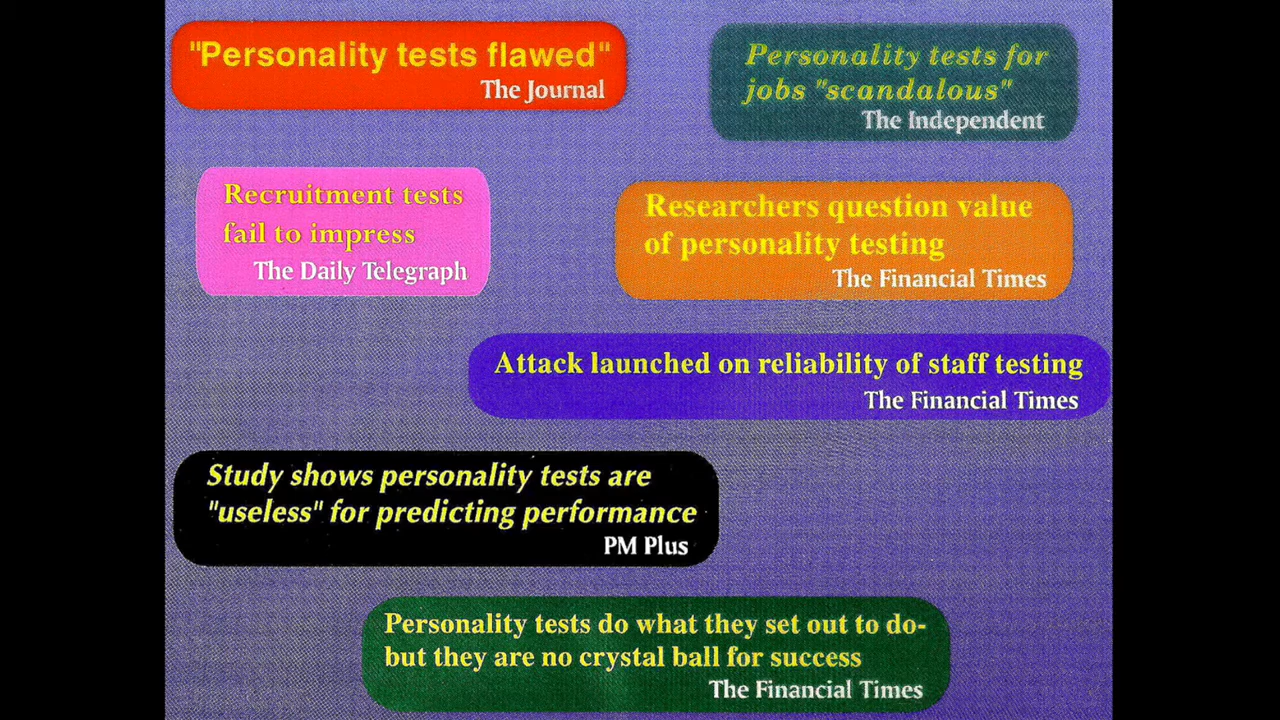 "Personality tests flawed"
The Journal
Personality tests for
jobs "scandalous"
The Independent
Recruitment tests
fail to impress
The Daily Telegraph
Researchers question value
of personality testing
The Financial Times
Attack launched on reliability of staff testing
The Financial Times
Study shows personality tests are
"useless" for predicting performance
PM Plus
Personality tests do what they set out to do-
but they are no crystal ball for success
The Financial Times